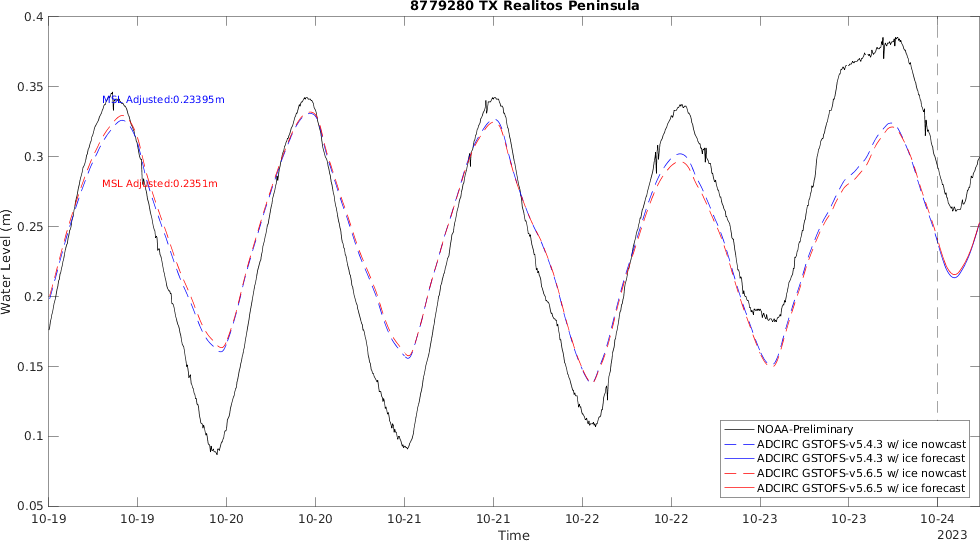 8779280 TX Realitos Peninsula
0.4
0.35
0.3
0.25
0.2
0.15
0.1
0.05
Water Level (m)
MSL Adjusted:0.23395m
MSL Adjusted:0.2351m
NOAA-Preliminary
ADCIRC GSTOFS-v5.4.3 w/ ice nowcast
ADCIRC GSTOFS-v5.4.3 w/ ice forecast
ADCIRC GSTOFS-v5.6.5 w/ ice nowcast
ADCIRC GSTOFS-v5.6.5 w/ ice forecast
10-19 10-19 10-20 10-20 10-21 10-21 10-22 10-22 10-23 10-23 10-24
Time 2023